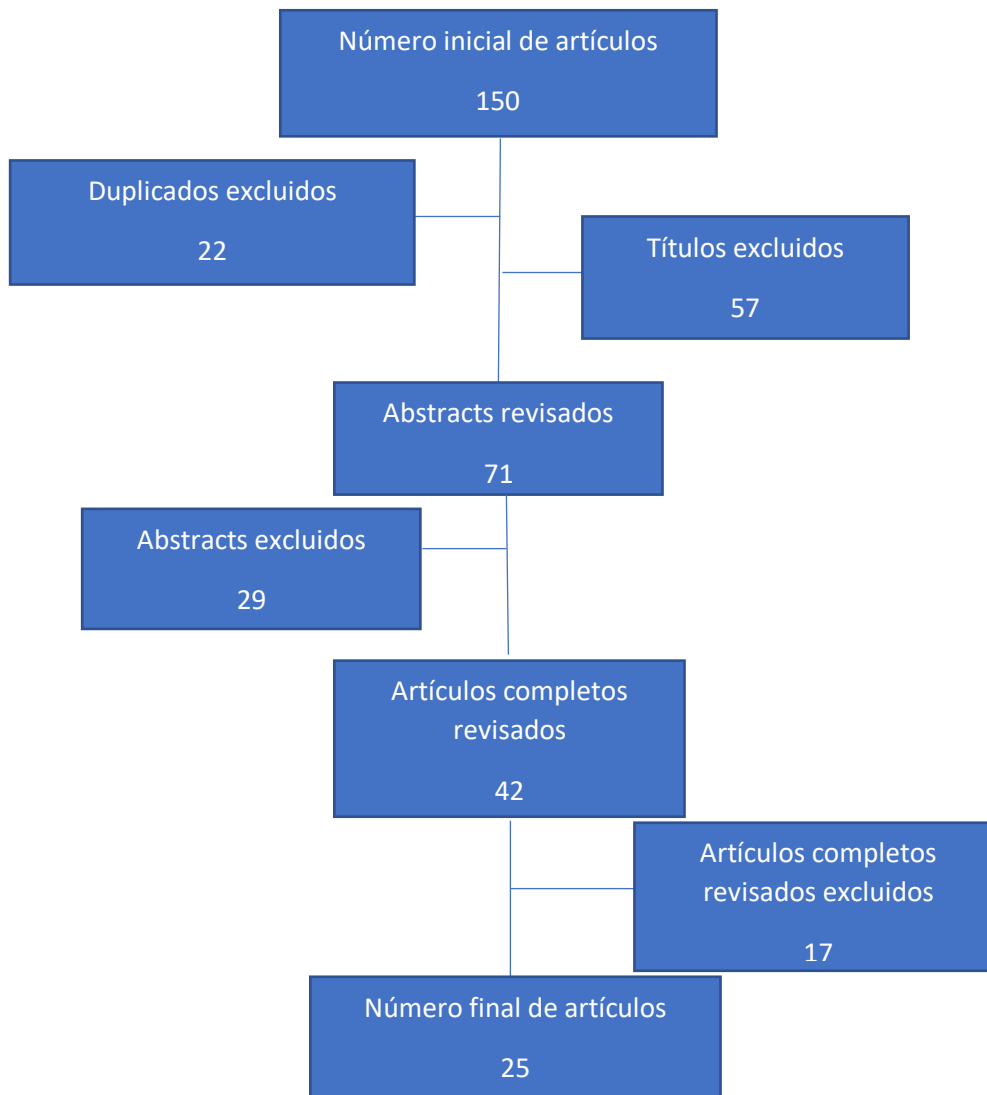 Número inicial de artículos
150
Duplicados excluidos
22
Títulos excluidos
57
Abstracts revisados
71
Abstracts excluidos
29
Artículos completos
revisados
42
Artículos completos
revisados excluidos
17
Número final de artículos
25